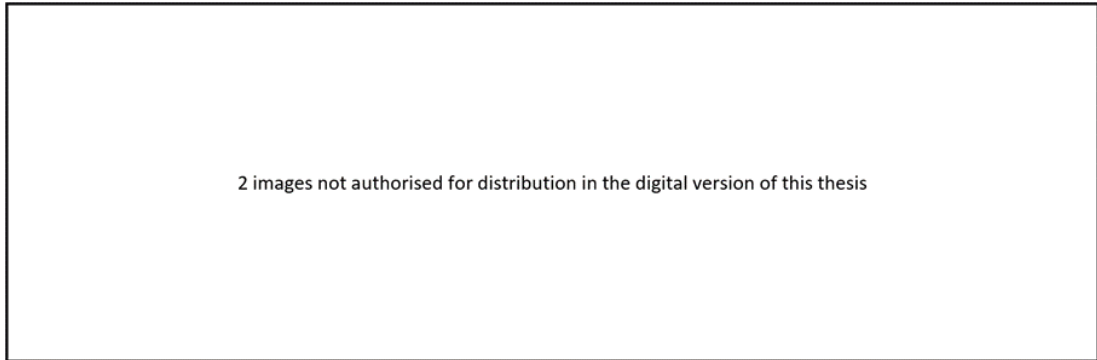 2 images not authorised for distribution in the digital version of this thesis